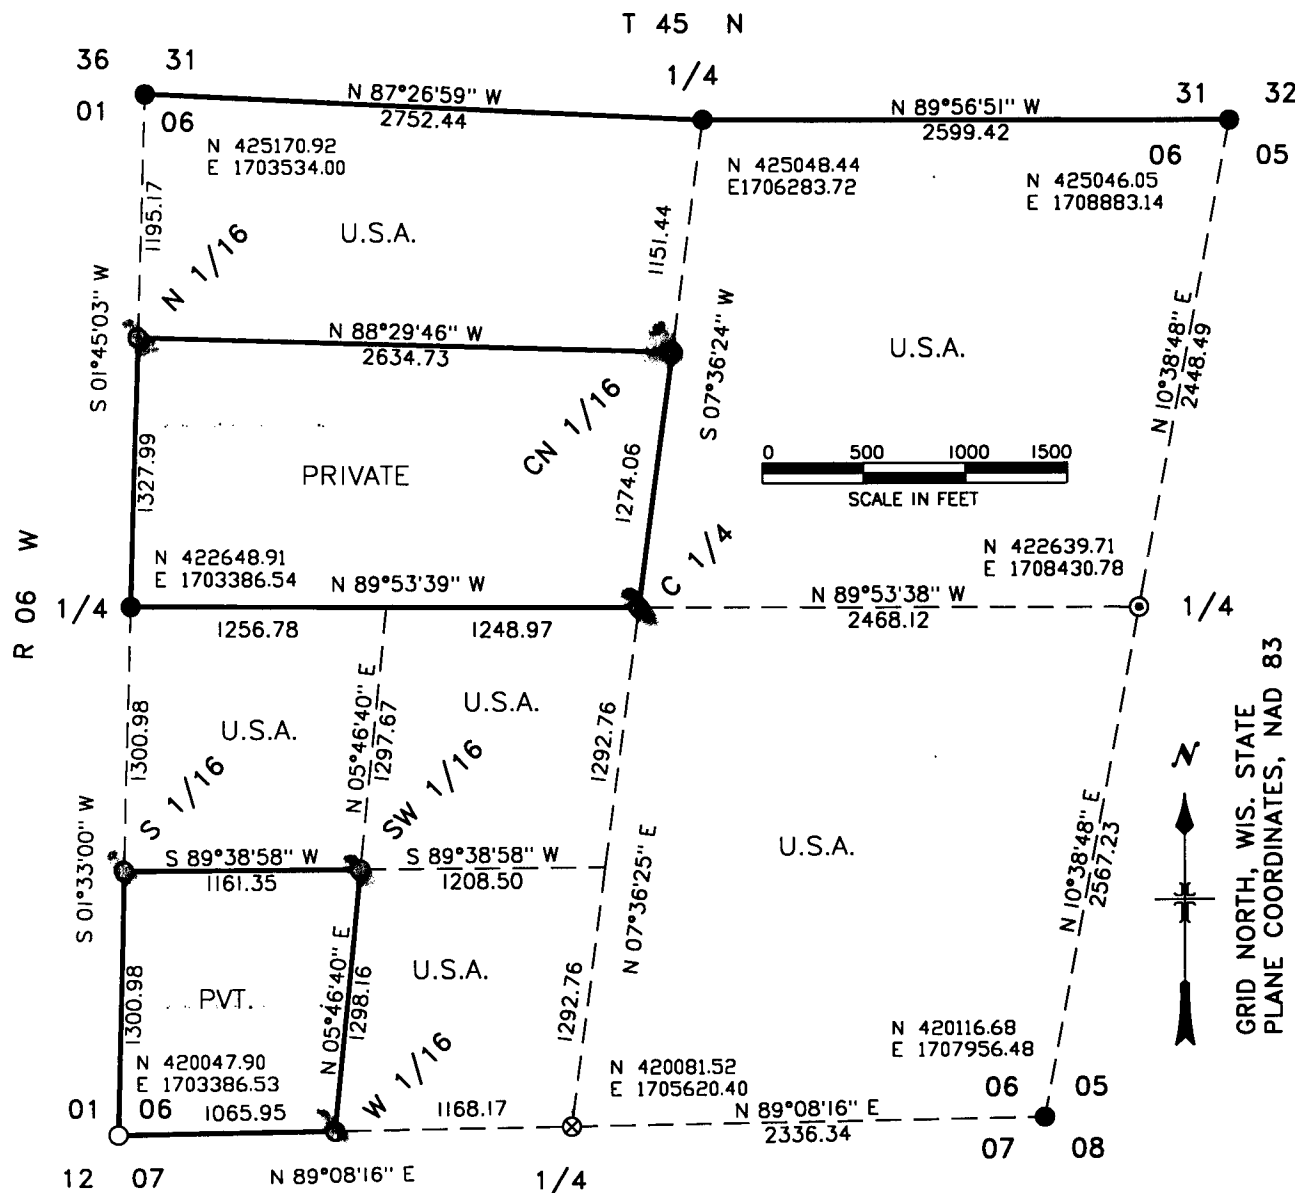 T 45 N
36 31
1/4
N 87°26'59" W
N 89°56'51" W
31 32
01 06
2752.44
2599.42
06 05
N 425170.92
E 1703534.00
N 425048.44
E1706283.72
N 425046.05
E 1708883.14
1195.17
U.S.A.
1151.44
N 1/16
S 01°45'03" W
N 88°29'46" W
2634.73
S 07°36'24" W
U.S.A.
N 10°38'48" E
2448.49
CN 1/16
1327.99
PRIVATE
1274.06
0 500 1000 1500
SCALE IN FEET
N 422648.91
E 1703386.54
N 89°53'39" W
C 1/4
N 422639.71
E 1708430.78
N 89°53'38" W
R 06 W
1/4
1256.78
1248.97
2468.12
1/4
1300.98
U.S.A.
N 05°46'40" E
1297.67
U.S.A.
1292.76
S 1/16
SW 1/16
S 01°33'00" W
S 89°38'58" W
1161.35
S 89°38'58" W
1208.50
N 07°36'25" E
U.S.A.
N 10°38'48" E
2567.23
N
GRID NORTH, WIS. STATE
PLANE COORDINATES, NAD 83
1300.98
PVT.
N 05°46'40" E
1298.16
U.S.A.
1292.76
N 420047.90
E 1703386.53
W 1/16
N 420081.52
E 1705620.40
N 420116.68
E 1707956.48
01 06
1065.95
1168.17
N 89°08'16" E
2336.34
06 05
12 07
N 89°08'16" E
1/4
07 08